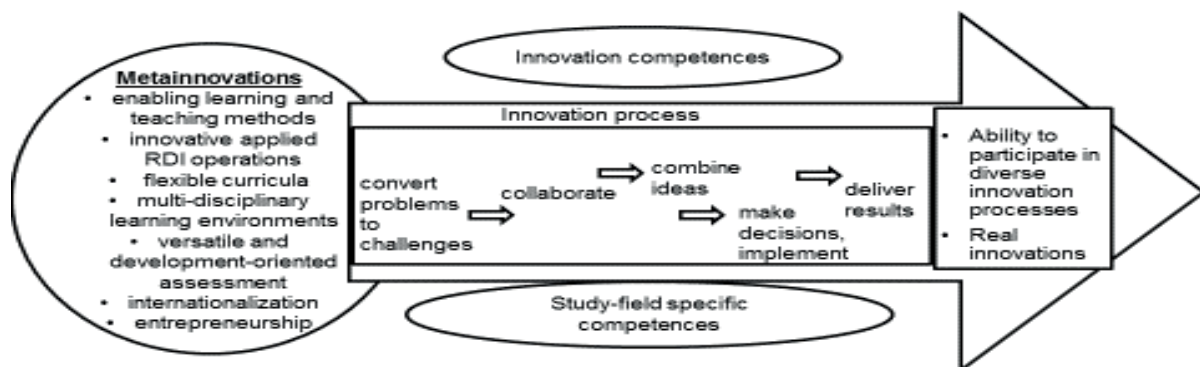 Metainnovations
• enabling learning and
teaching methods
• innovative applied
RDI operations
• flexible curricula
• multi-disciplinary
learning environments
• versatile and
development-oriented
assessment
• internationalization
• entrepreneurship
Innovation competences
Innovation process
convert
problems
to
challenges
collaborate
combine
ideas
make
decisions,
implement
deliver
results
Study-field specific
competences
• Ability to
participate in
diverse
innovation
processes
• Real
innovations